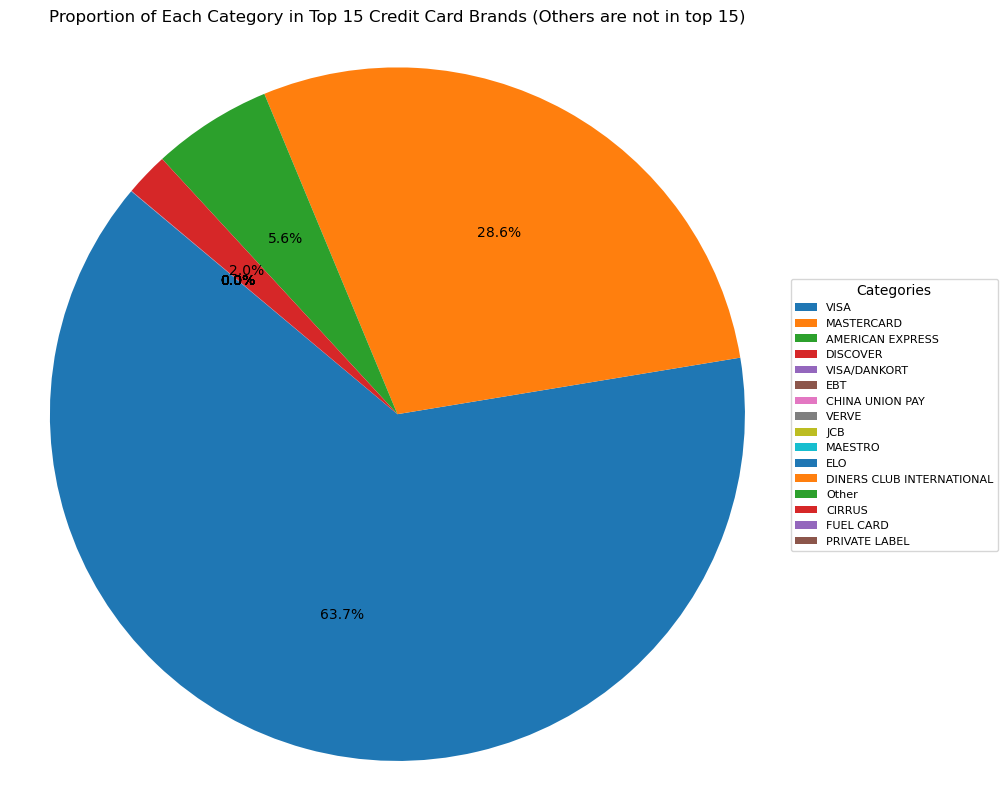 Proportion of Each Category in Top 15 Credit Card Brands (Others are not in top 15)
5.6%
28.6%
2.0%
0.0%
63.7%
Categories
VISA
MASTERCARD
AMERICAN EXPRESS
DISCOVER
VISA/DANKORT
EBT
CHINA UNION PAY
VERVE
JCB
MAESTRO
ELO
DINERS CLUB INTERNATIONAL
Other
CIRRUS
FUEL CARD
PRIVATE LABEL